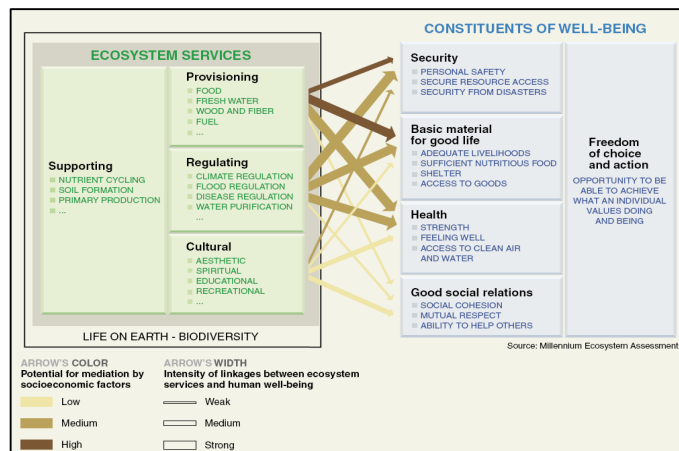 CONSTITUENTS OF WELL-BEING
ECOSYSTEM SERVICES
Provisioning
FOOD
FRESH WATER
WOOD AND FIBER
FUEL
...
Supporting
NUTRIENT CYCLING
SOIL FORMATION
PRIMARY PRODUCTION
...
Regulating
CLIMATE REGULATION
FLOOD REGULATION
DISEASE REGULATION
WATER PURIFICATION
...
Cultural
AESTHETIC
SPIRITUAL
EDUCATIONAL
RECREATIONAL
...
LIFE ON EARTH - BIODIVERSITY
Security
PERSONAL SAFETY
SECURE RESOURCE ACCESS
SECURITY FROM DISASTERS
Basic material
for good life
ADEQUATE LIVELIHOODS
SUFFICIENT NUTRITIOUS FOOD
SHELTER
ACCESS TO GOODS
Health
STRENGTH
FEELING WELL
ACCESS TO CLEAN AIR
AND WATER
Good social relations
SOCIAL COHESION
MUTUAL RESPECT
ABILITY TO HELP OTHERS
Freedom
of choice
and action
OPPORTUNITY TO BE
ABLE TO ACHIEVE
WHAT AN INDIVIDUAL
VALUES DOING
AND BEING
Source: Millennium Ecosystem Assessment
ARROW'S COLOR
Potential for mediation by
socioeconomic factors
Low
Medium
High
ARROW'S WIDTH
Intensity of linkages between ecosystem
services and human well-being
Weak
Medium
Strong